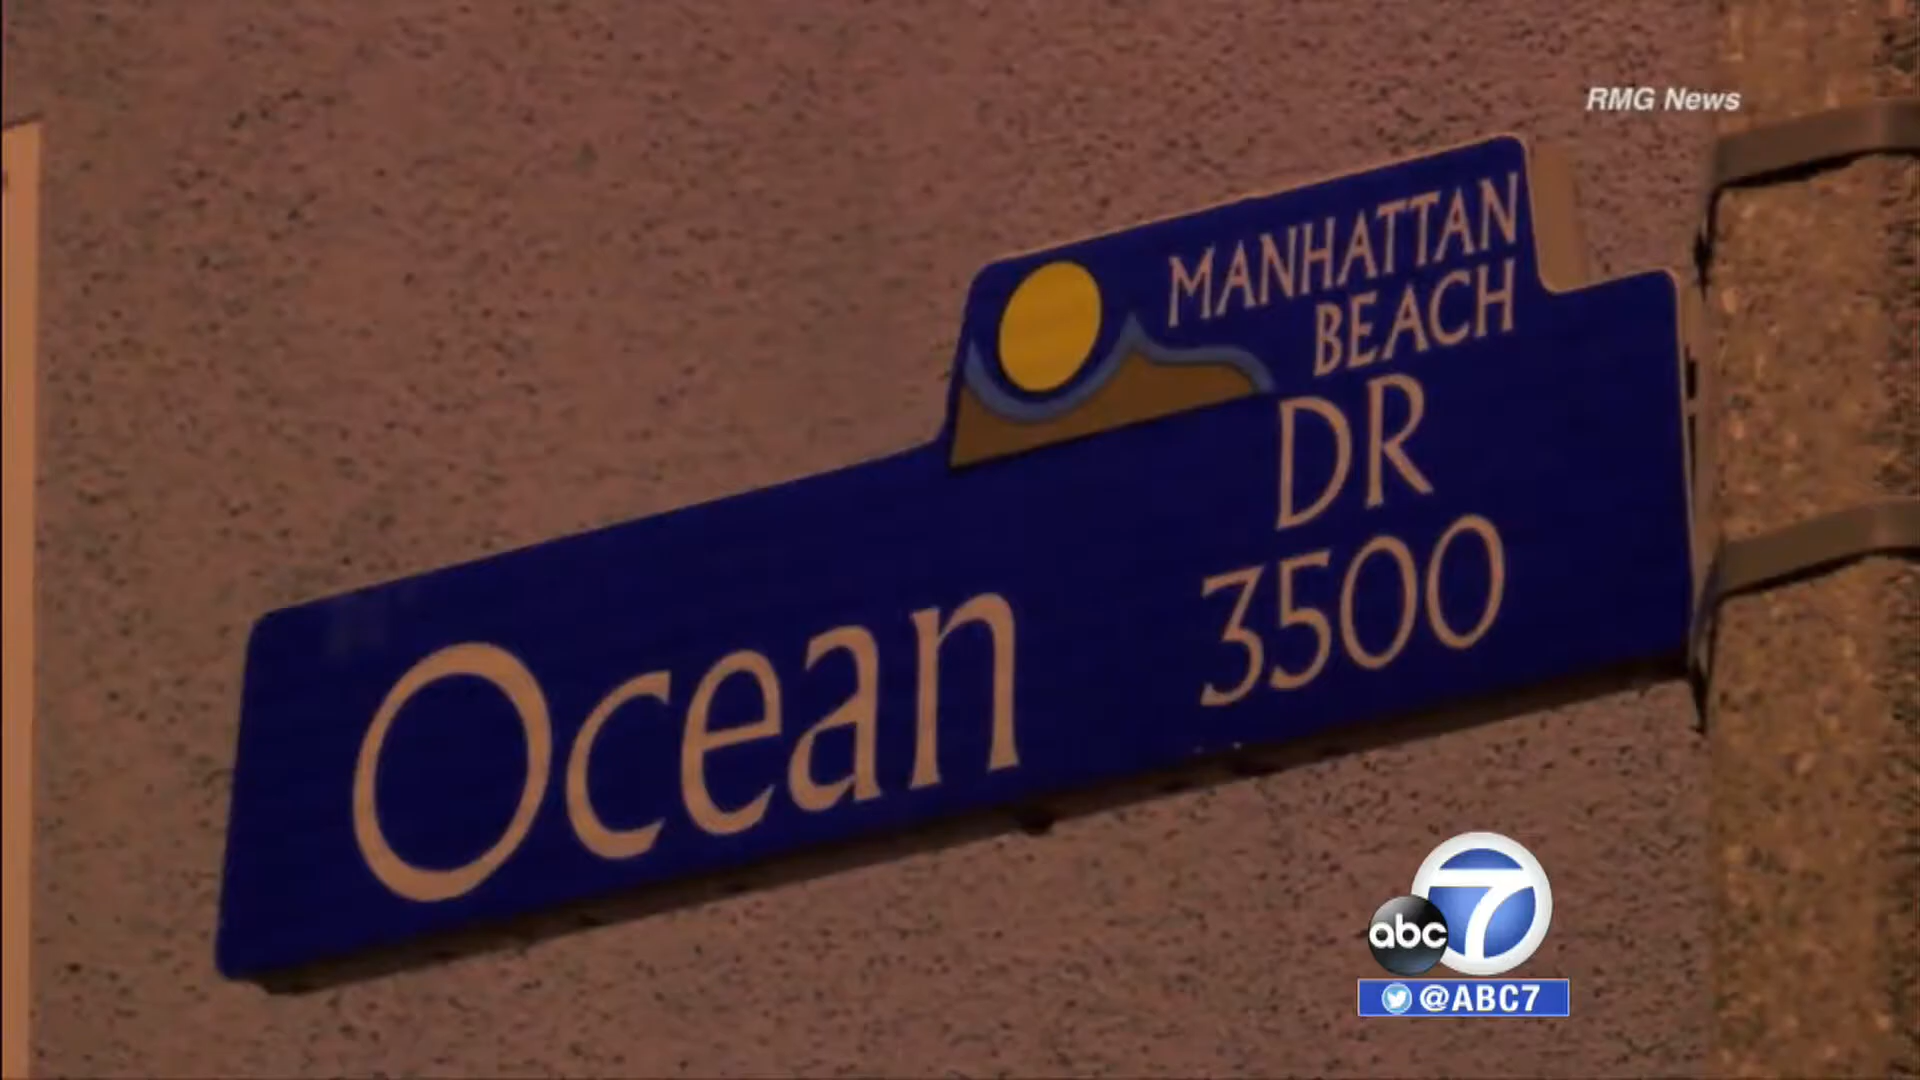 RMG News
MANHATTAN
BEACH
DR
Ocean 3500
abc 7
@ABC7